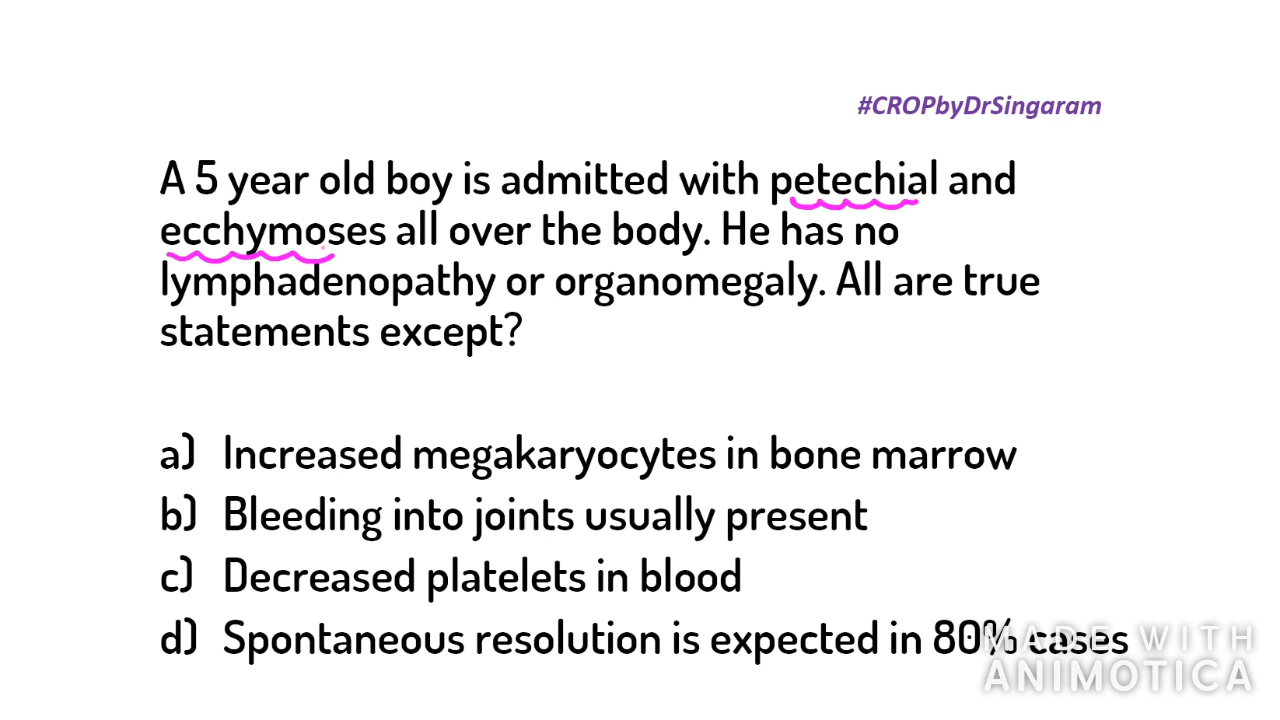 #CROPbyDrSingaram
A 5 year old boy is admitted with petechial and
ecchymoses all over the body. He has no
lymphadenopathy or organomegaly. All are true
statements except?
a) Increased megakaryocytes in bone marrow
b) Bleeding into joints usually present
c) Decreased platelets in blood
d) Spontaneous resolution is expected in 80% cases
MADE WITH
ANIMOTICA